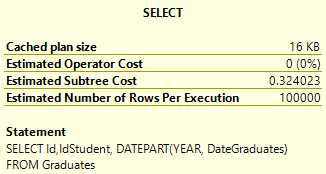 SELECT
Cached plan size 16 KB
Estimated Operator Cost 0 (0%)
Estimated Subtree Cost 0.324023
Estimated Number of Rows Per Execution 100000
Statement
SELECT Id,IdStudent, DATEPART(YEAR, DateGraduates)
FROM Graduates